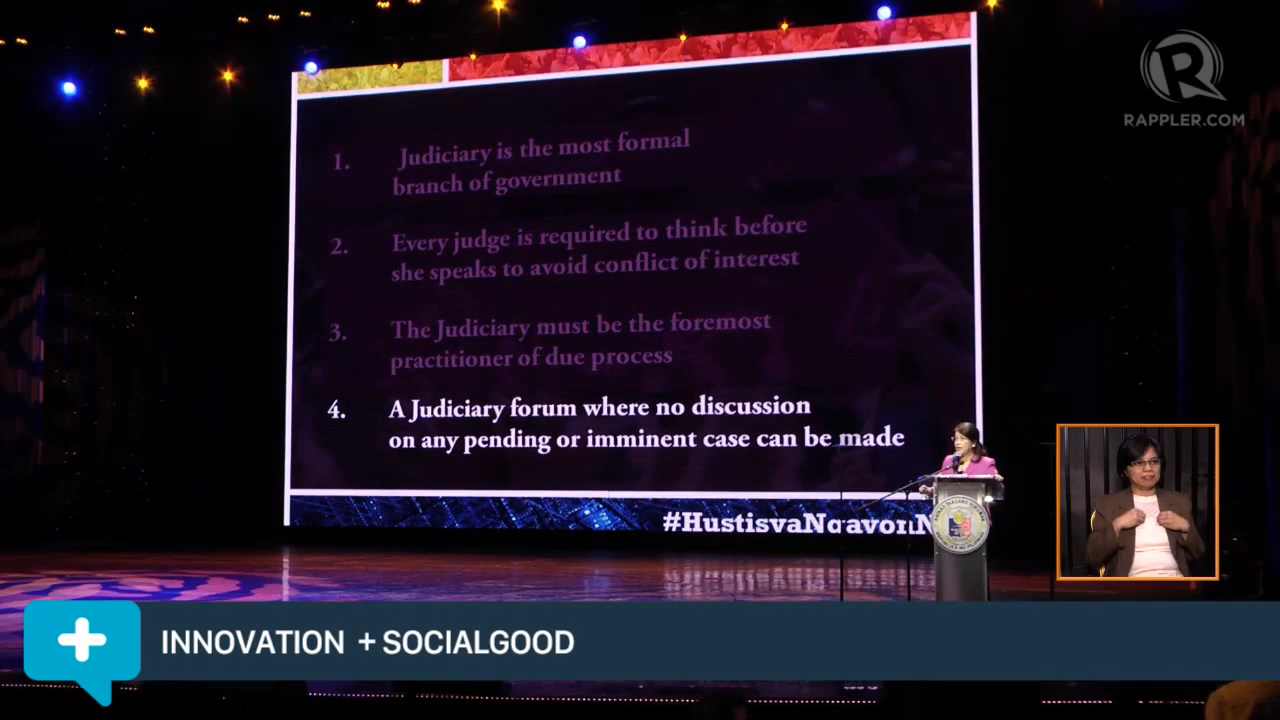 RAPPLER.COM
1. Judiciary is the most formal
branch of government
2. Every judge is required to think before
she speaks to avoid conflict of interest
3. The Judiciary must be the foremost
practitioner of due process
4. A Judiciary forum where no discussion
on any pending or imminent case can be made
#HustisyaNgayonN
INNOVATION + SOCIALGOOD